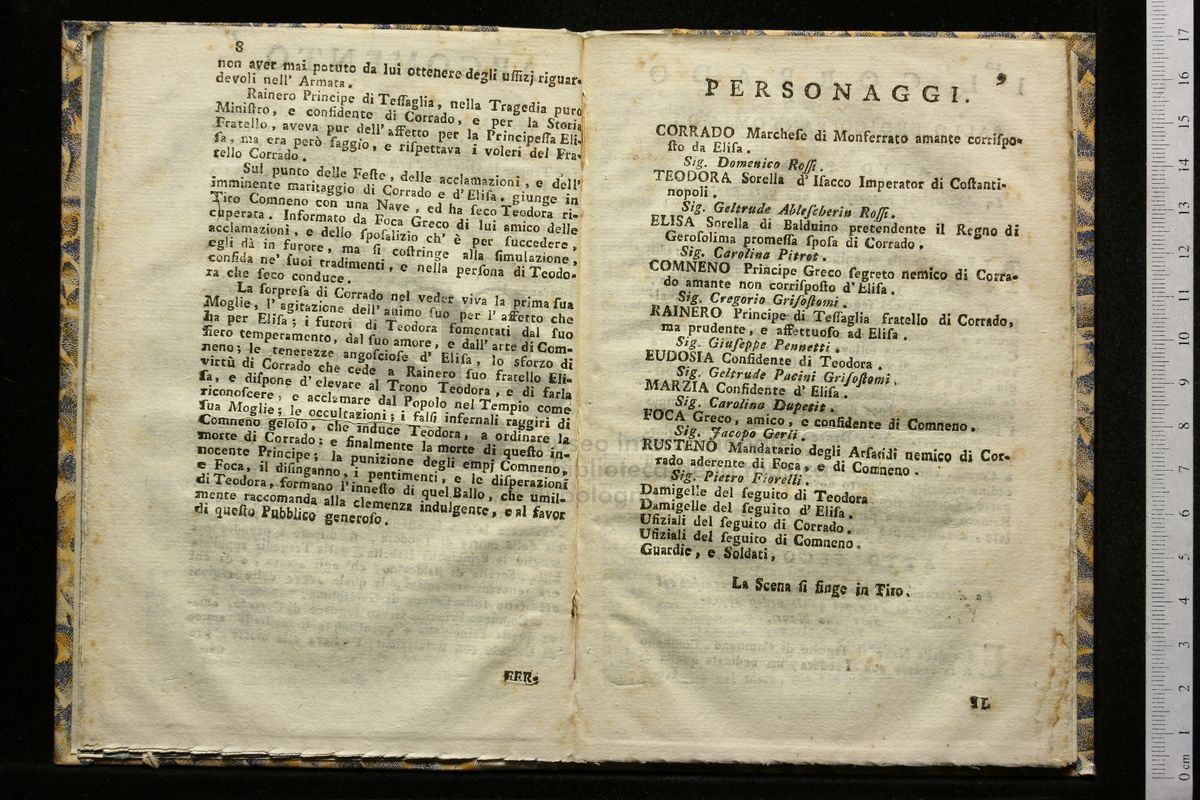 8
non aver mai potuto da lui ottenere degli uffizj riguar-
devoli nell' Armata.
Rainero Principe di Teſſaglia, nella Tragedia puro
Miniſtro, e confidente di Corrado, e per la Storia
Fratello, aveva pur dell' affetto per la Principeſſa Eli-
ſa, ma era però ſaggio, e riſpettava i voleri del Fra-
tello Corrado.
Sul punto delle Feſte, delle acclamazioni, e dell'
imminente maritaggio di Corrado e d' Eliſa, giunge in
Tiro Comneno con una Nave, ed ha ſeco Teodora ri-
cuperata. Informato da Foca Greco di lui amico delle
acclamazioni, e dello ſpoſalizio ch' è per ſuccedere,
egli dà in furore, ma ſi coſtringe alla ſimulazione,
confida ne' ſuoi tradimenti, e nella perſona di Teodo-
ra che ſeco conduce.
La ſorpreſa di Corrado nel veder viva la prima ſua
Moglie, l' agitazione dell' animo ſuo per l' affetto che
ha per Eliſa; i furori di Teodora fomentati dal ſuo
fiero temperamento, dal ſuo amore, e dall' arte di Com-
neno; le tenerezze angoſcioſe d' Eliſa, lo sforzo di
virtù di Corrado che cede a Rainero ſuo fratello Eli-
ſa, e diſpone d' elevare al Trono Teodora, e di farla
riconoſcere, e acclamare dal Popolo nel Tempio come
ſua Moglie; le occultazioni; i falſi infernali raggiri di
Comneno geloſo, che induce Teodora, a ordinare la
morte di Corrado: e finalmente la morte di queſto in-
nocente Principe; la punizione degli empj Comneno,
e Foca, il diſinganno, i pentimenti, e le diſperazioni
di Teodora, formano l' inneſto di quel Ballo, che umil-
mente raccomanda alla clemenza indulgente, e al favor
di queſto Pubblico generoſo.
PER-
9
PERSONAGGI.
CORRADO Marcheſe di Monferrato amante corriſpo-
ſto da Eliſa.
Sig. Domenico Roſſi.
TEODORA Sorella d' Iſacco Imperator di Coſtanti-
nopoli.
Sig. Geltrude Ableſcherin Roſſi.
ELISA Sorella di Balduino pretendente il Regno di
Geroſolima promeſſa ſpoſa di Corrado.
Sig. Carolina Pitrot.
COMNENO Principe Greco ſegreto nemico di Corra-
do amante non corriſpoſto d' Eliſa.
Sig. Gregorio Griſoſtomi.
RAINERO Principe di Teſſaglia fratello di Corrado,
ma prudente, e affettuoſo ad Eliſa.
Sig. Giuſeppe Pennetti.
EUDOSIA Confidente di Teodora.
Sig. Geltrude Pacini Griſoſtomi.
MARZIA Confidente d' Eliſa.
Sig. Carolina Dupetit.
FOCA Greco, amico, e confidente di Comneno.
Sig. Jacopo Gerli.
RUSTENO Mandatario degli Arſacidi nemico di Cor-
rado aderente di Foca, e di Comneno.
Sig. Pietro Fiorelli.
Damigelle del ſeguito di Teodora
Damigelle del ſeguito d' Eliſa.
Ufiziali del ſeguito di Corrado.
Ufiziali del ſeguito di Comneno.
Guardie, e Soldati,
La Scena ſi finge in Tiro.
IL